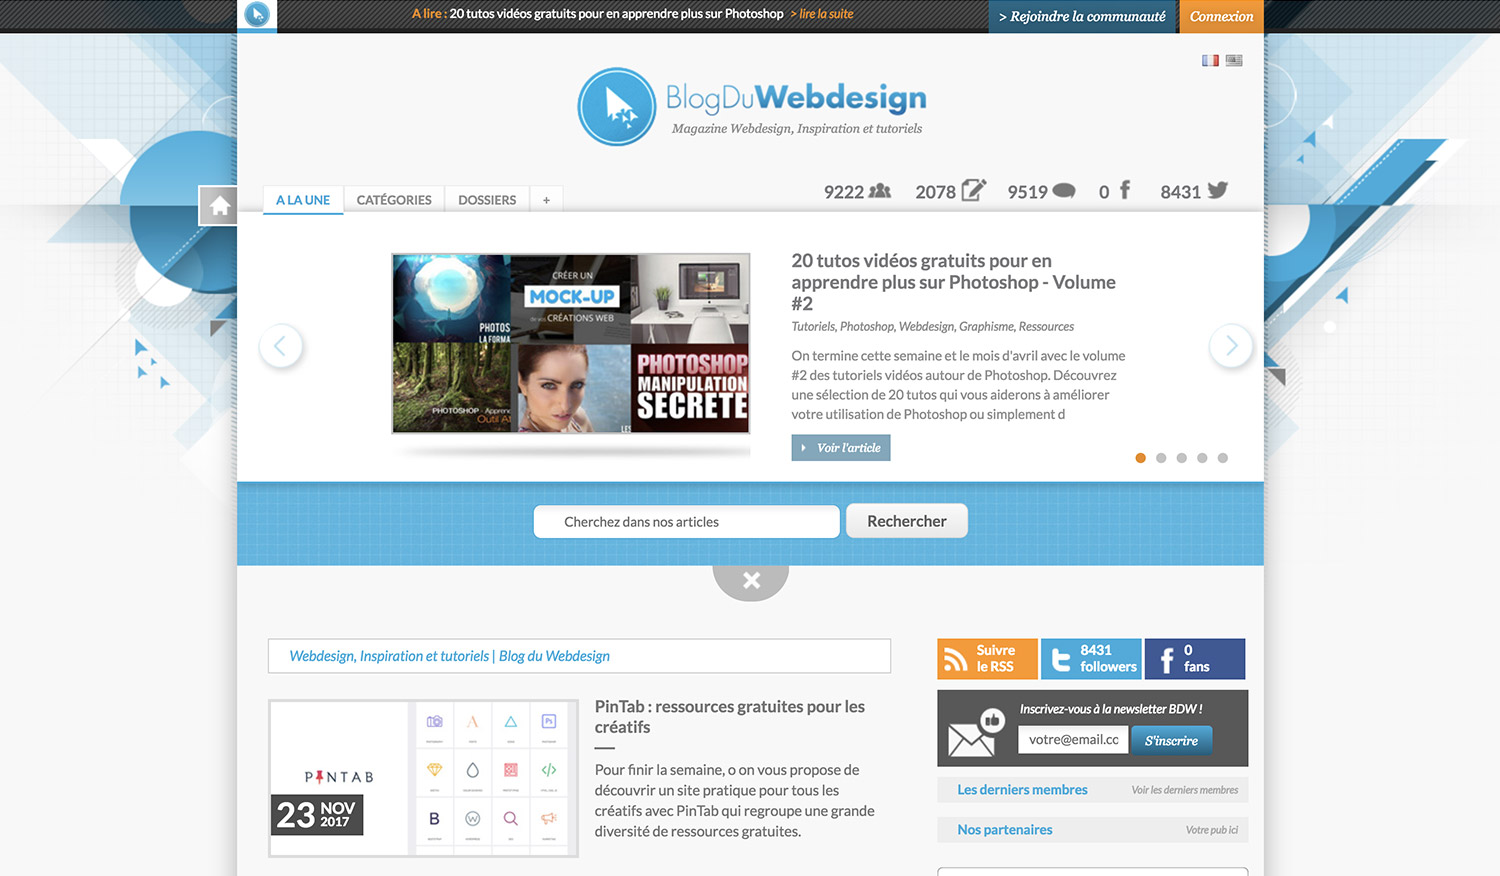 A lire : 20 tutos vidéos gratuits pour en apprendre plus sur Photoshop > lire la suite
> Rejoindre la communauté
Connexion
BlogDuWebdesign
Magazine Webdesign, Inspiration et tutoriels
A LA UNE
CATÉGORIES
DOSSIERS
+
9222
2078
9519
0
8431
CRÉER UN
MOCK-UP
CRÉATIONS WEB
PHOTOS
LA FORMA
PHOTOSHOP - Apprend
Outil
LES
PHOTOSHOP
MANIPULATION
SECRETE
20 tutos vidéos gratuits pour en
apprendre plus sur Photoshop - Volume
#2
Tutoriels, Photoshop, Webdesign, Graphisme, Ressources
On termine cette semaine et le mois d'avril avec le volume
#2 des tutoriels vidéos autour de Photoshop. Découvrez
une sélection de 20 tutos qui vous aiderons à améliorer
votre utilisation de Photoshop ou simplement d
Voir l'article
Cherchez dans nos articles
Rechercher
Webdesign, Inspiration et tutoriels | Blog du Webdesign
PINTAB
23 NOV
2017
PinTab : ressources gratuites pour les
créatifs
Pour finir la semaine, o on vous propose de
découvrir un site pratique pour tous les
créatifs avec PinTab qui regroupe une grande
diversité de ressources gratuites.
Suivre
le RSS
8431
followers
0
fans
Inscrivez-vous à la newsletter BDW !
votre@email.cc
S'inscrire
Les derniers membres
Voir les derniers membres
Nos partenaires
Votre pub ici